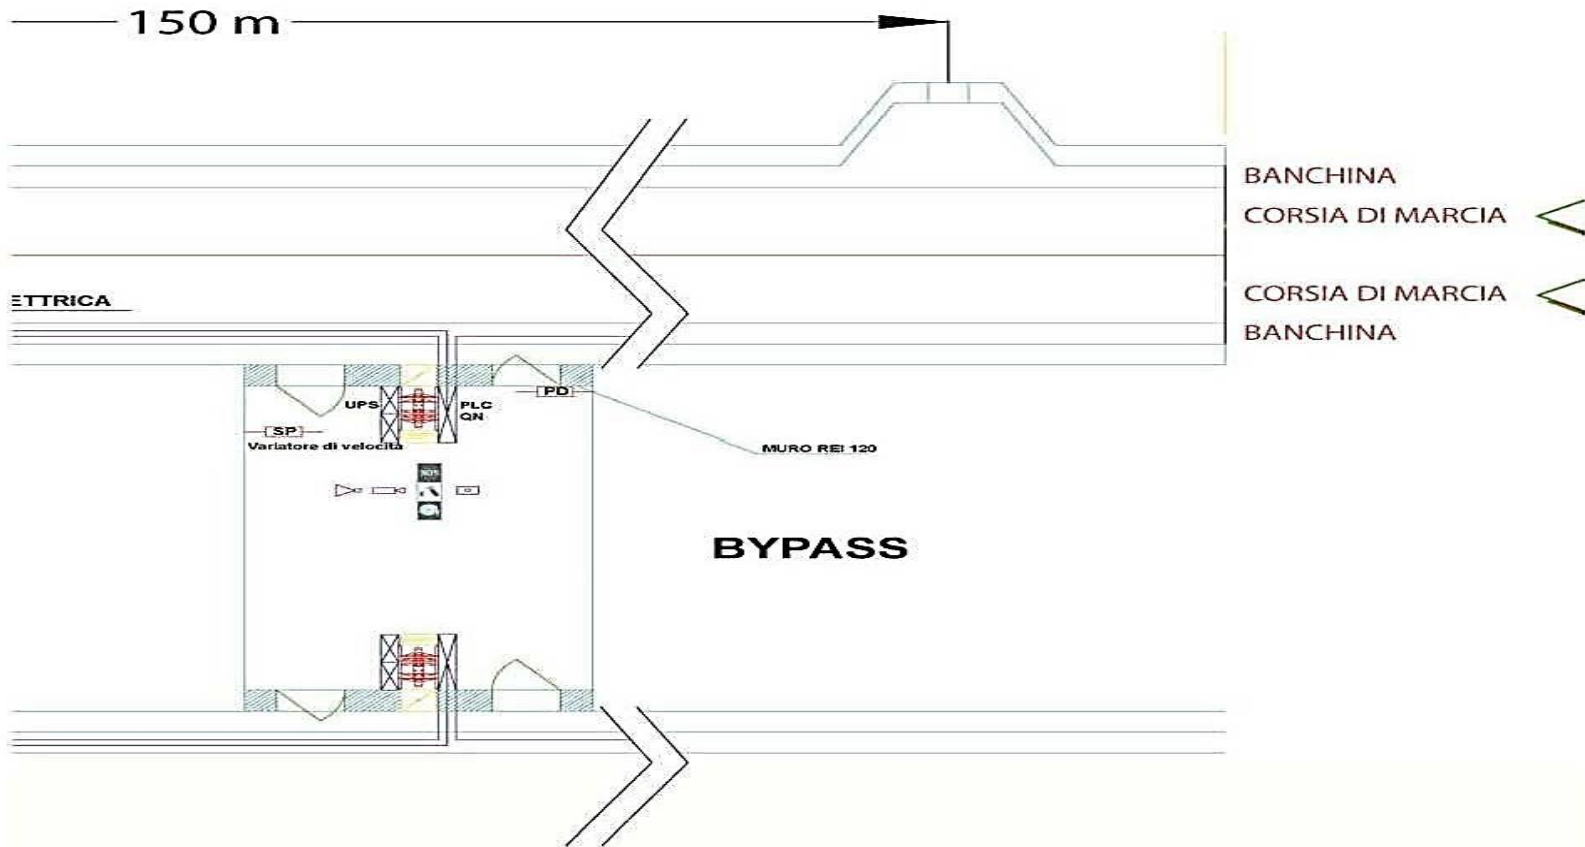 150 m
BANCHINA
CORSIA DI MARCIA
ETTRICA
CORSIA DI MARCIA
BANCHINA
PD
UPS
PLC
QN
SP
Variatore di velocità
MURO REI 120
SOS
BYPASS